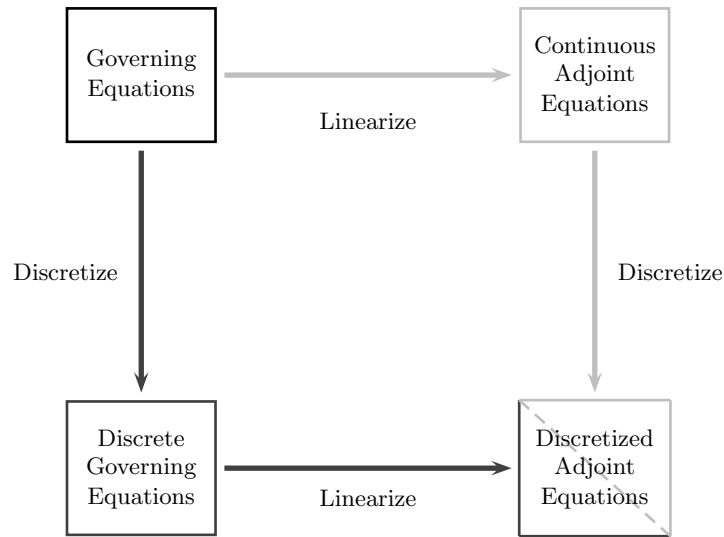 Governing
Equations
Continuous
Adjoint
Equations
Linearize
Discretize
Discretize
Discrete
Governing
Equations
Discretized
Adjoint
Equations
Linearize